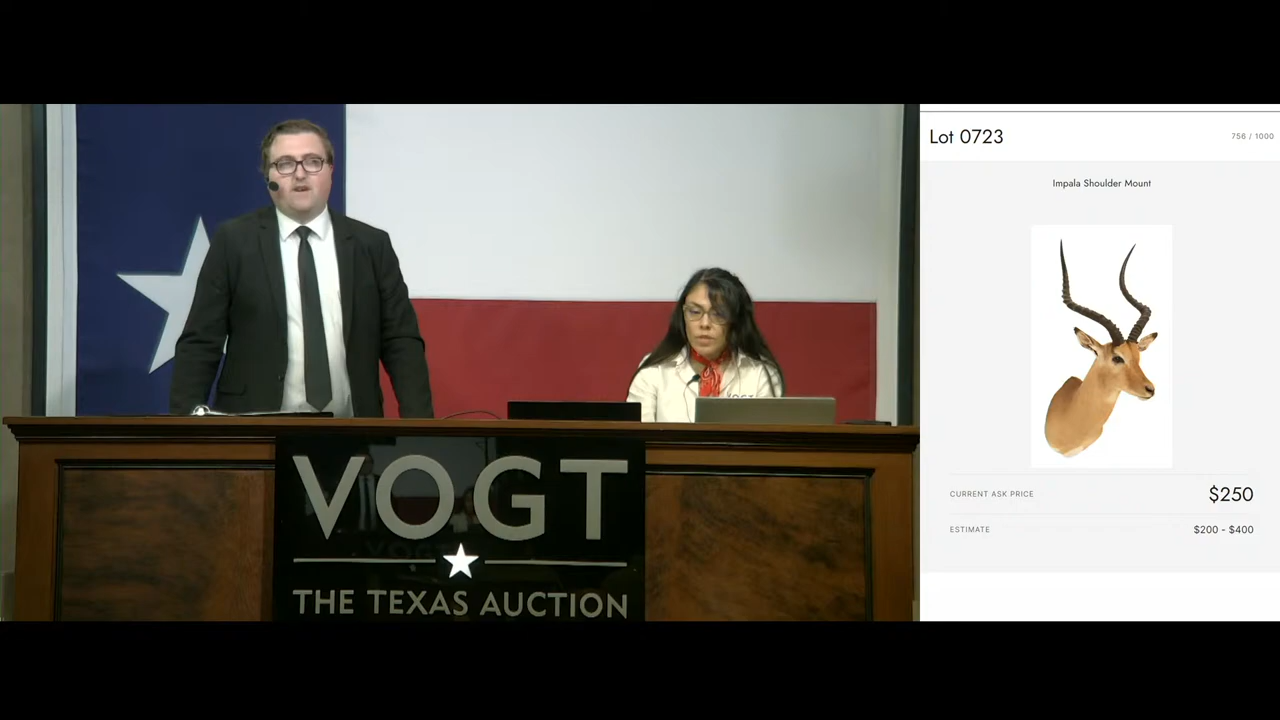 VOGT
THE TEXAS AUCTION
Lot 0723
756 / 1000
Impala Shoulder Mount
CURRENT ASK PRICE
$250
ESTIMATE
$200 - $400